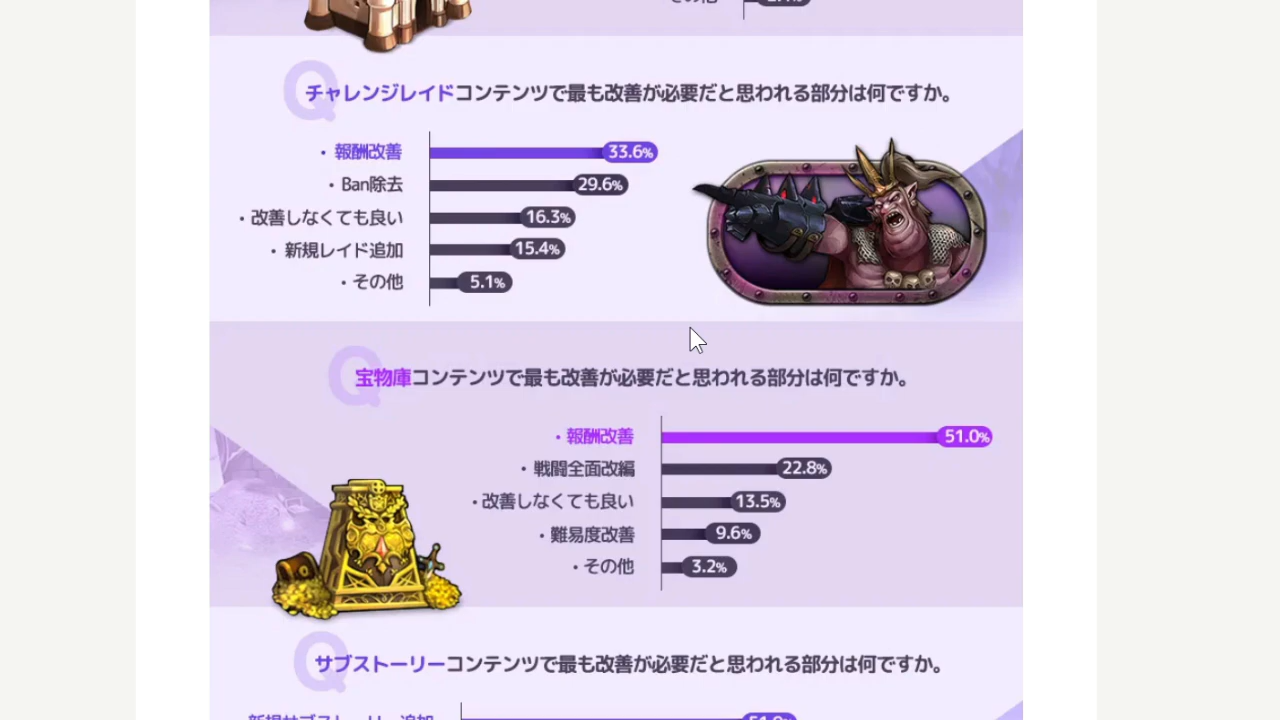 Q
チャレンジレイドコンテンツで最も改善が必要だと思われる部分は何ですか。
・報酬改善 33.6%
・Ban除去 29.6%
・改善しなくても良い 16.3%
・新規レイド追加 15.4%
・その他 5.1%
Q
宝物庫コンテンツで最も改善が必要だと思われる部分は何ですか。
・報酬改善 51.0%
・戦闘全面改編 22.8%
・改善しなくても良い 13.5%
・難易度改善 9.6%
・その他 3.2%
Q
サブストーリーコンテンツで最も改善が必要だと思われる部分は何ですか。